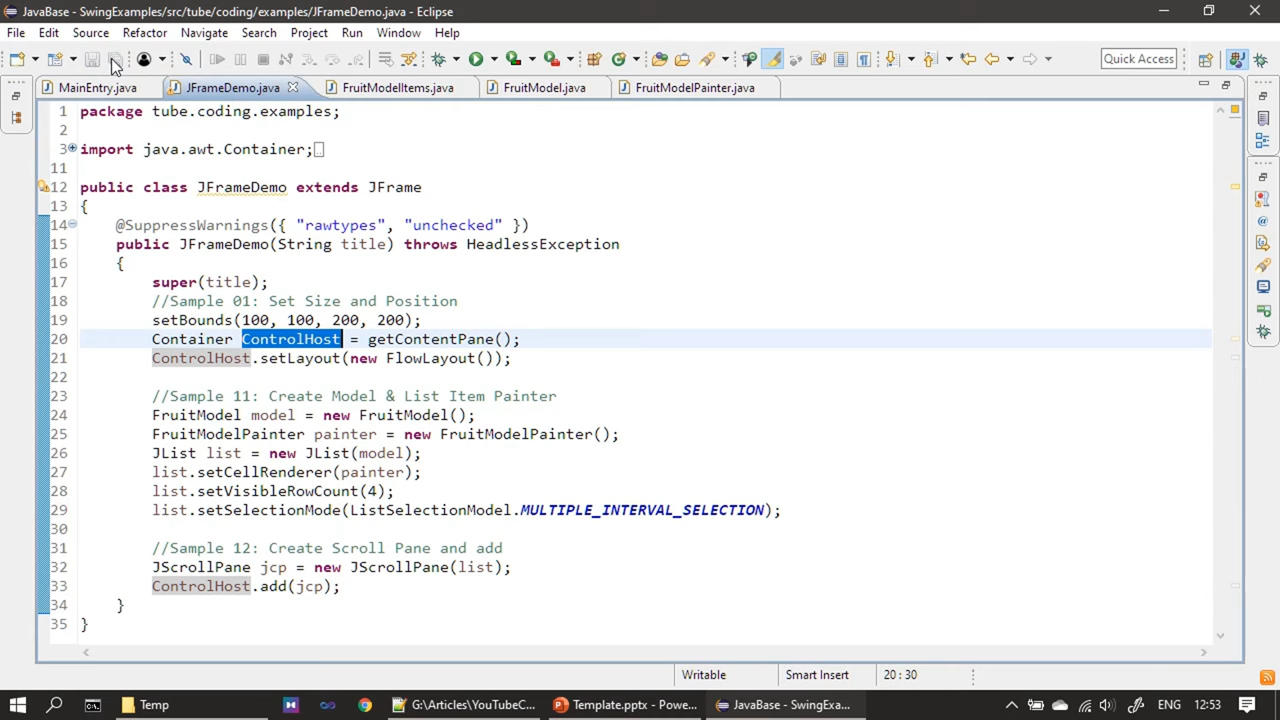 JavaBase - SwingExamples/src/tube/coding/examples/JFrameDemo.java - Eclipse
File Edit Source Refactor Navigate Search Project Run Window Help
Quick Access
MainEntry.java JFrameDemo.java FruitModelItems.java FruitModel.java FruitModelPainter.java
1 package tube.coding.examples;
2
3 import java.awt.Container;
11
12 public class JFrameDemo extends JFrame
13 {
14 @SuppressWarnings({ "rawtypes", "unchecked" })
15 public JFrameDemo(String title) throws HeadlessException
16 {
17 super(title);
18 //Sample 01: Set Size and Position
19 setBounds(100, 100, 200, 200);
20 Container ControlHost = getContentPane();
21 ControlHost.setLayout(new FlowLayout());
22
23 //Sample 11: Create Model & List Item Painter
24 FruitModel model = new FruitModel();
25 FruitModelPainter painter = new FruitModelPainter();
26 JList list = new JList(model);
27 list.setCellRenderer(painter);
28 list.setVisibleRowCount(4);
29 list.setSelectionMode(ListSelectionModel.MULTIPLE_INTERVAL_SELECTION);
30
31 //Sample 12: Create Scroll Pane and add
32 JScrollPane jcp = new JScrollPane(list);
33 ControlHost.add(jcp);
34 }
35 }
Writable Smart Insert 20 : 30
Temp G:\Articles\YouTubeC... Template.pptx - Powe... JavaBase - SwingExa... ENG 12:53